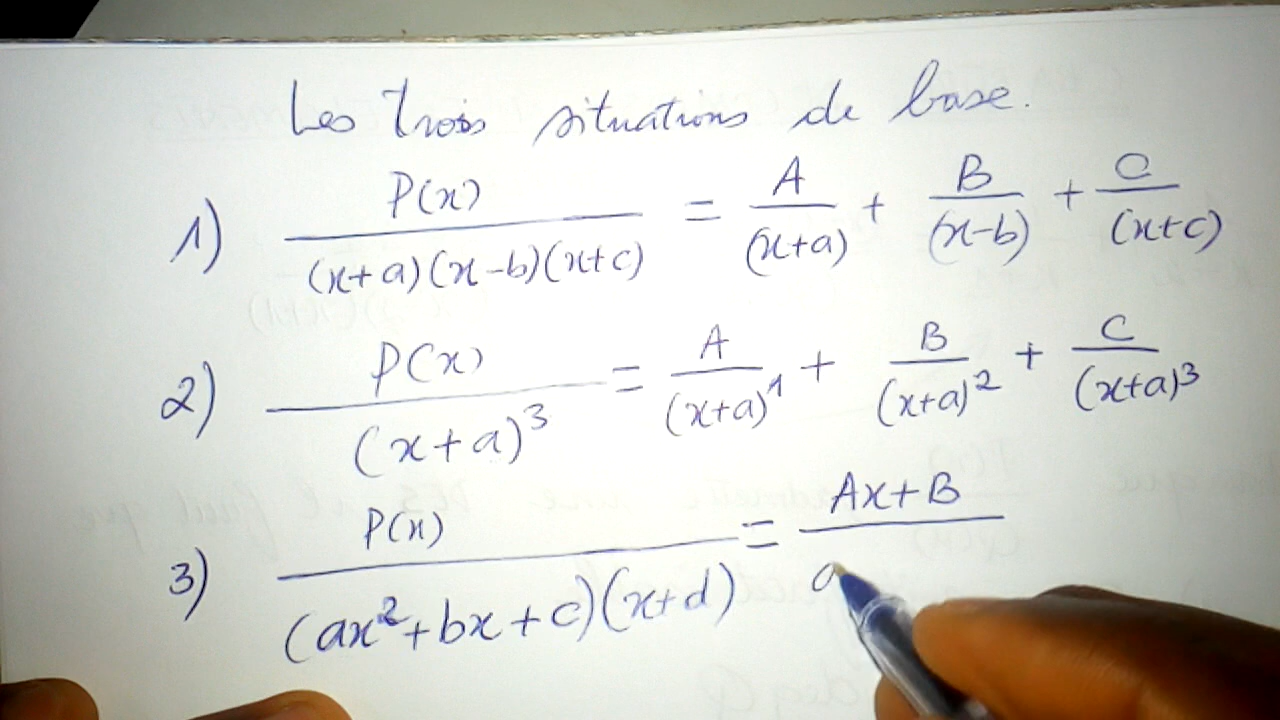 Les trois situations de base.
1) P(x) / (x+a)(x-b)(x+c) = A / (x+a) + B / (x-b) + C / (x+c)
2) P(x) / (x+a)³ = A / (x+a)¹ + B / (x+a)² + C / (x+a)³
3) P(x) / (ax²+bx+c)(x+d) = Ax+B / a